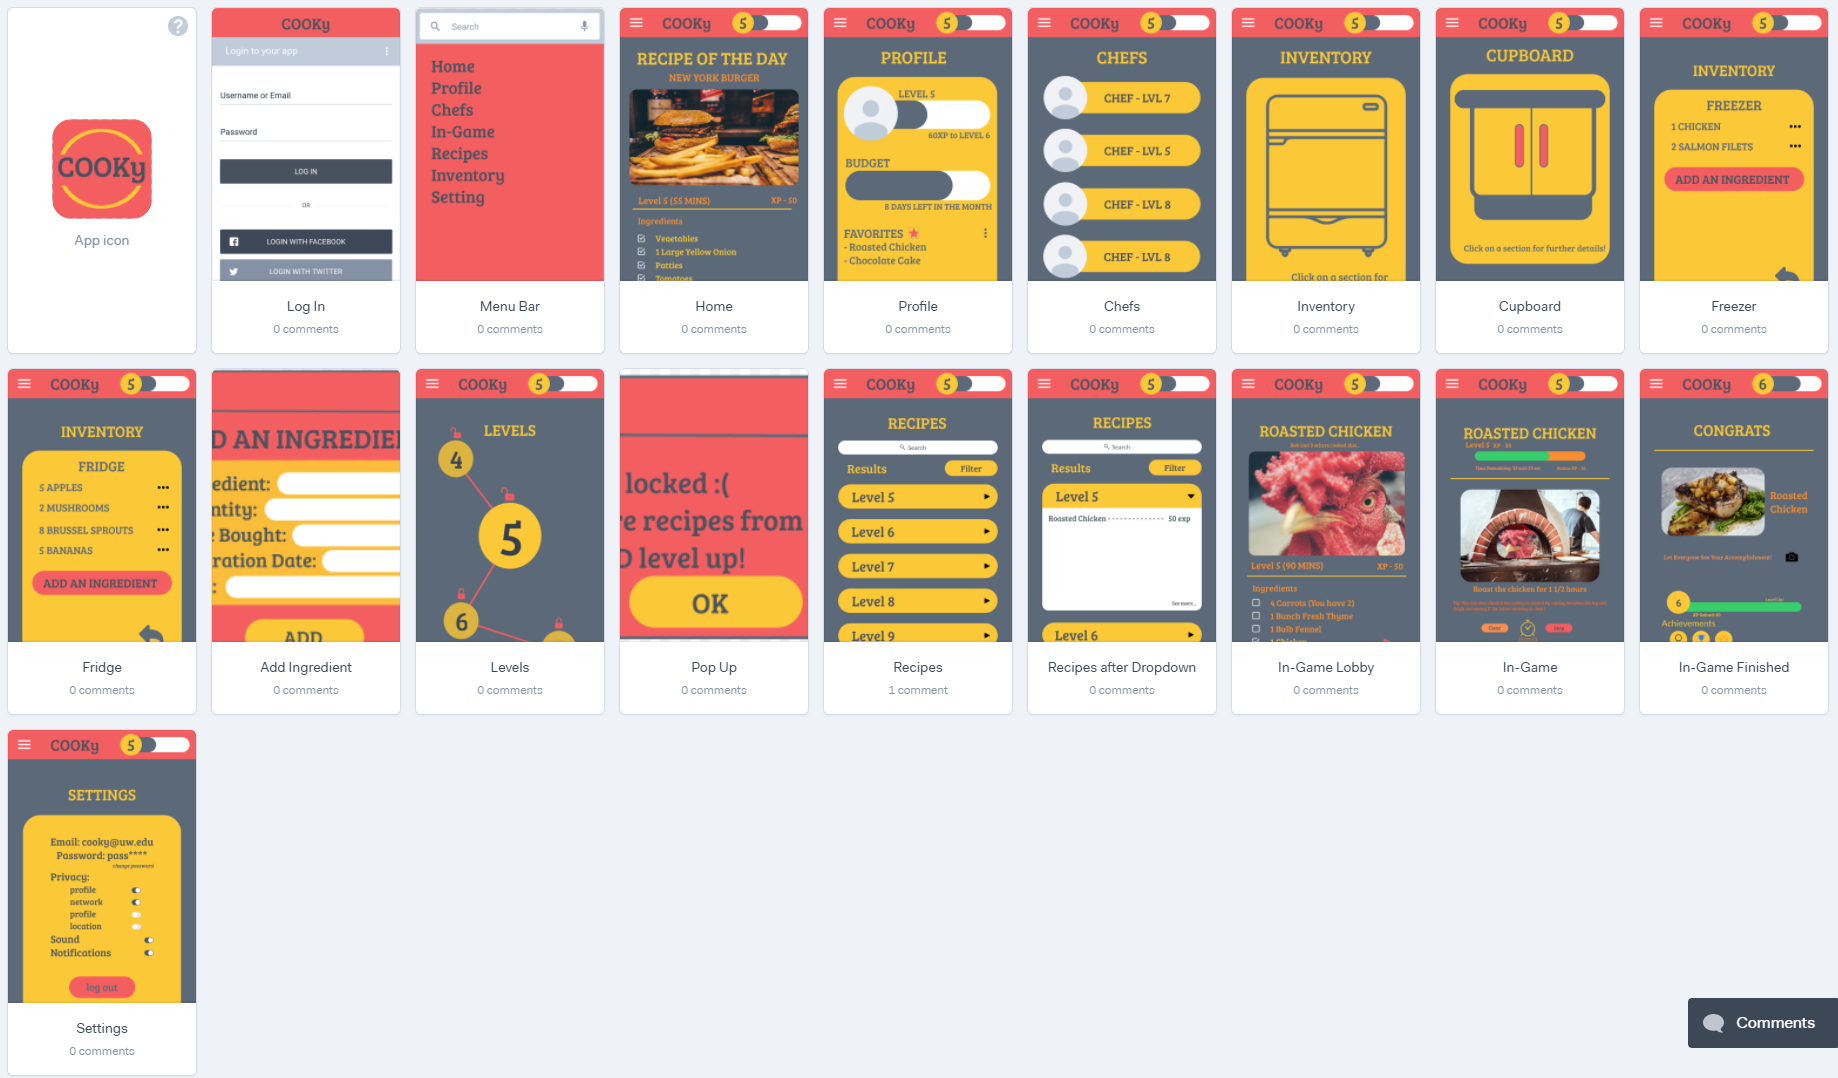 ?
COOKy
App icon
COOKy
Login to your app
Username or Email
Password
LOG IN
OR
LOGIN WITH FACEBOOK
LOGIN WITH TWITTER
Log In
0 comments
Search
Home
Profile
Chefs
In-Game
Recipes
Inventory
Setting
Menu Bar
0 comments
COOKy 5
RECIPE OF THE DAY
NEW YORK BURGER
Level 5 (55 MINS) XP - 50
Ingredients
Vegetables
1 Large Yellow Onion
Patties
Tomatoes
Home
0 comments
COOKy 5
PROFILE
LEVEL 5
60XP to LEVEL 6
BUDGET
8 DAYS LEFT IN THE MONTH
FAVORITES
- Roasted Chicken
- Chocolate Cake
Profile
0 comments
COOKy 5
CHEFS
CHEF - LVL 7
CHEF - LVL 5
CHEF - LVL 8
CHEF - LVL 8
Chefs
0 comments
COOKy 5
INVENTORY
Click on a section for
Inventory
0 comments
COOKy 5
CUPBOARD
Click on a section for further details!
Cupboard
0 comments
COOKy 5
INVENTORY
FREEZER
1 CHICKEN
2 SALMON FILETS
ADD AN INGREDIENT
Freezer
0 comments
COOKy 5
INVENTORY
FRIDGE
5 APPLES
2 MUSHROOMS
8 BRUSSEL SPROUTS
5 BANANAS
ADD AN INGREDIENT
Fridge
0 comments
D AN INGREDIE
edient:
ntity:
e Bought:
ration Date:
:
ADD
Add Ingredient
0 comments
COOKy 5
LEVELS
4
5
6
Levels
0 comments
locked :(
e recipes from
O level up!
OK
Pop Up
0 comments
COOKy 5
RECIPES
Search
Results Filter
Level 5
Level 6
Level 7
Level 8
Level 9
Recipes
1 comment
COOKy 5
RECIPES
Search
Results Filter
Level 5
Roasted Chicken - - - - - - - - - - - - - - 50 exp
See more...
Level 6
Recipes after Dropdown
0 comments
COOKy 5
ROASTED CHICKEN
Level 5 (90 MINS) XP - 50
Ingredients
4 Carrots (You have 2)
1 Bunch Fresh Thyme
1 Bulb Fennel
1 Chicken
In-Game Lobby
0 comments
COOKy 5
ROASTED CHICKEN
Level 5 XP - 50
Roast the chicken for 1 1/2 hours
In-Game
0 comments
COOKy 6
CONGRATS
Roasted
Chicken
Let Everyone See Your Accomplishment!
Level Up!
6
Achievements
In-Game Finished
0 comments
COOKy 5
SETTINGS
Email: cooky@uw.edu
Password: pass****
change password
Privacy:
profile
network
profile
location
Sound
Notifications
log out
Settings
0 comments
Comments